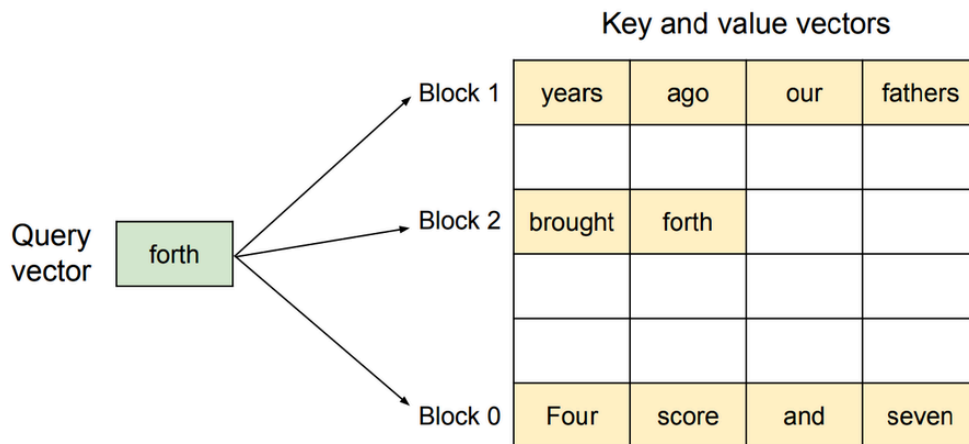 Key and value vectors
Block 1 years ago our fathers
Block 2 brought forth
Query vector
forth
Block 0 Four score and seven